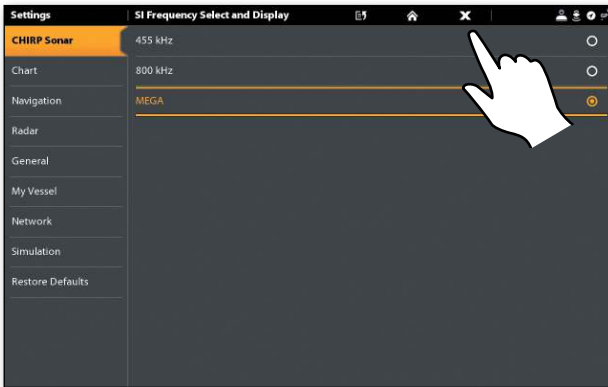 Settings
SI Frequency Select and Display
CHIRP Sonar
Chart
Navigation
Radar
General
My Vessel
Network
Simulation
Restore Defaults
455 kHz
800 kHz
MEGA